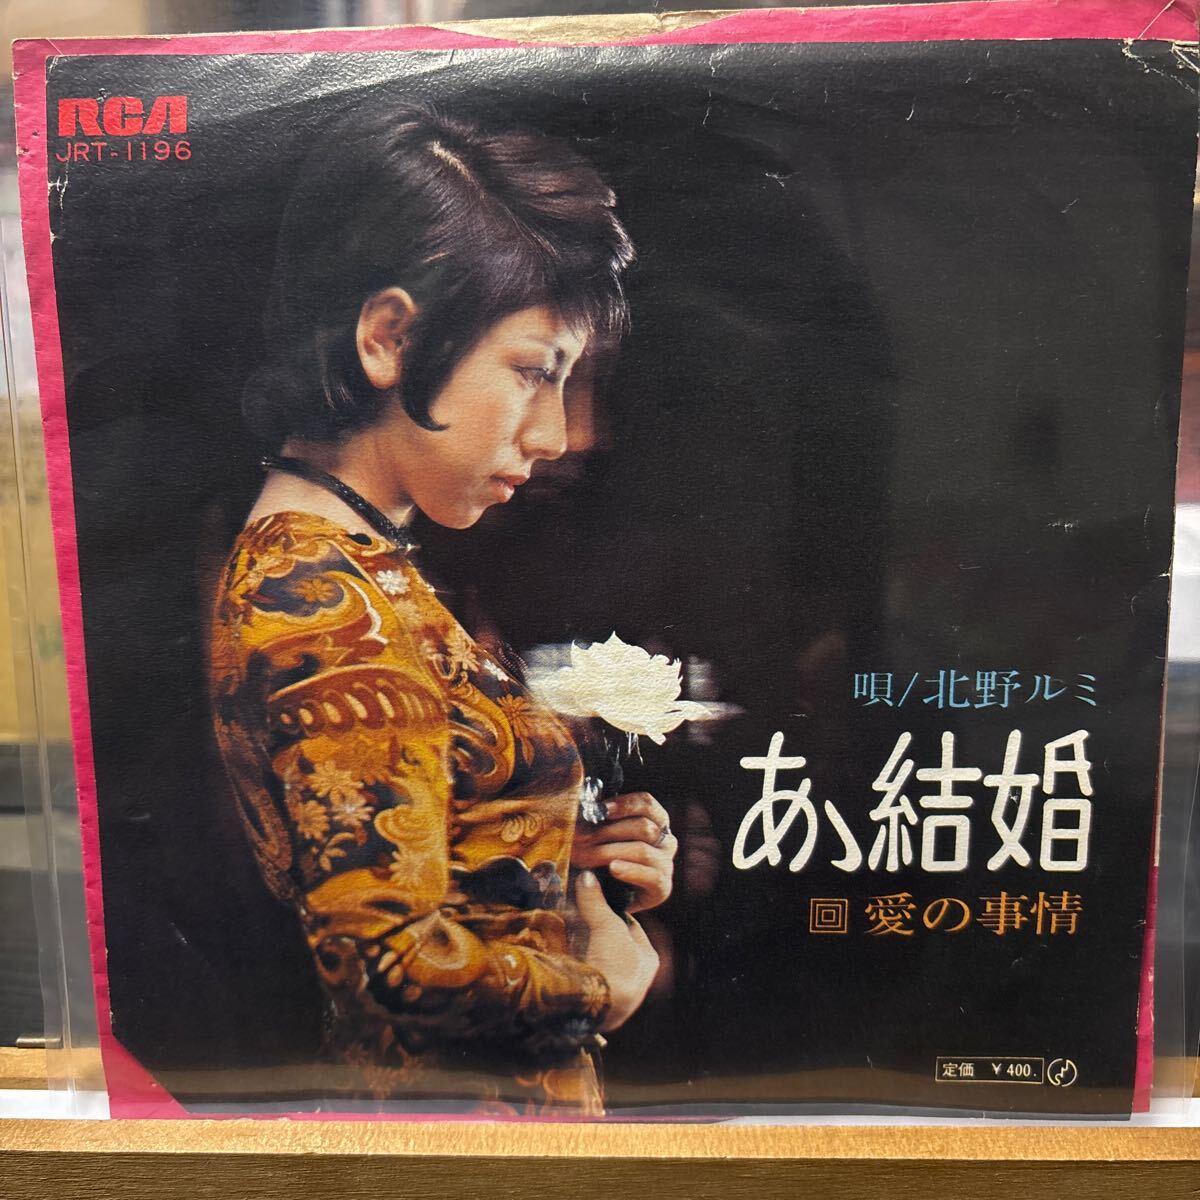 RCA
JRT-1196
唄/北野ルミ
あゝ結婚
回 愛の事情
定価 ¥400.